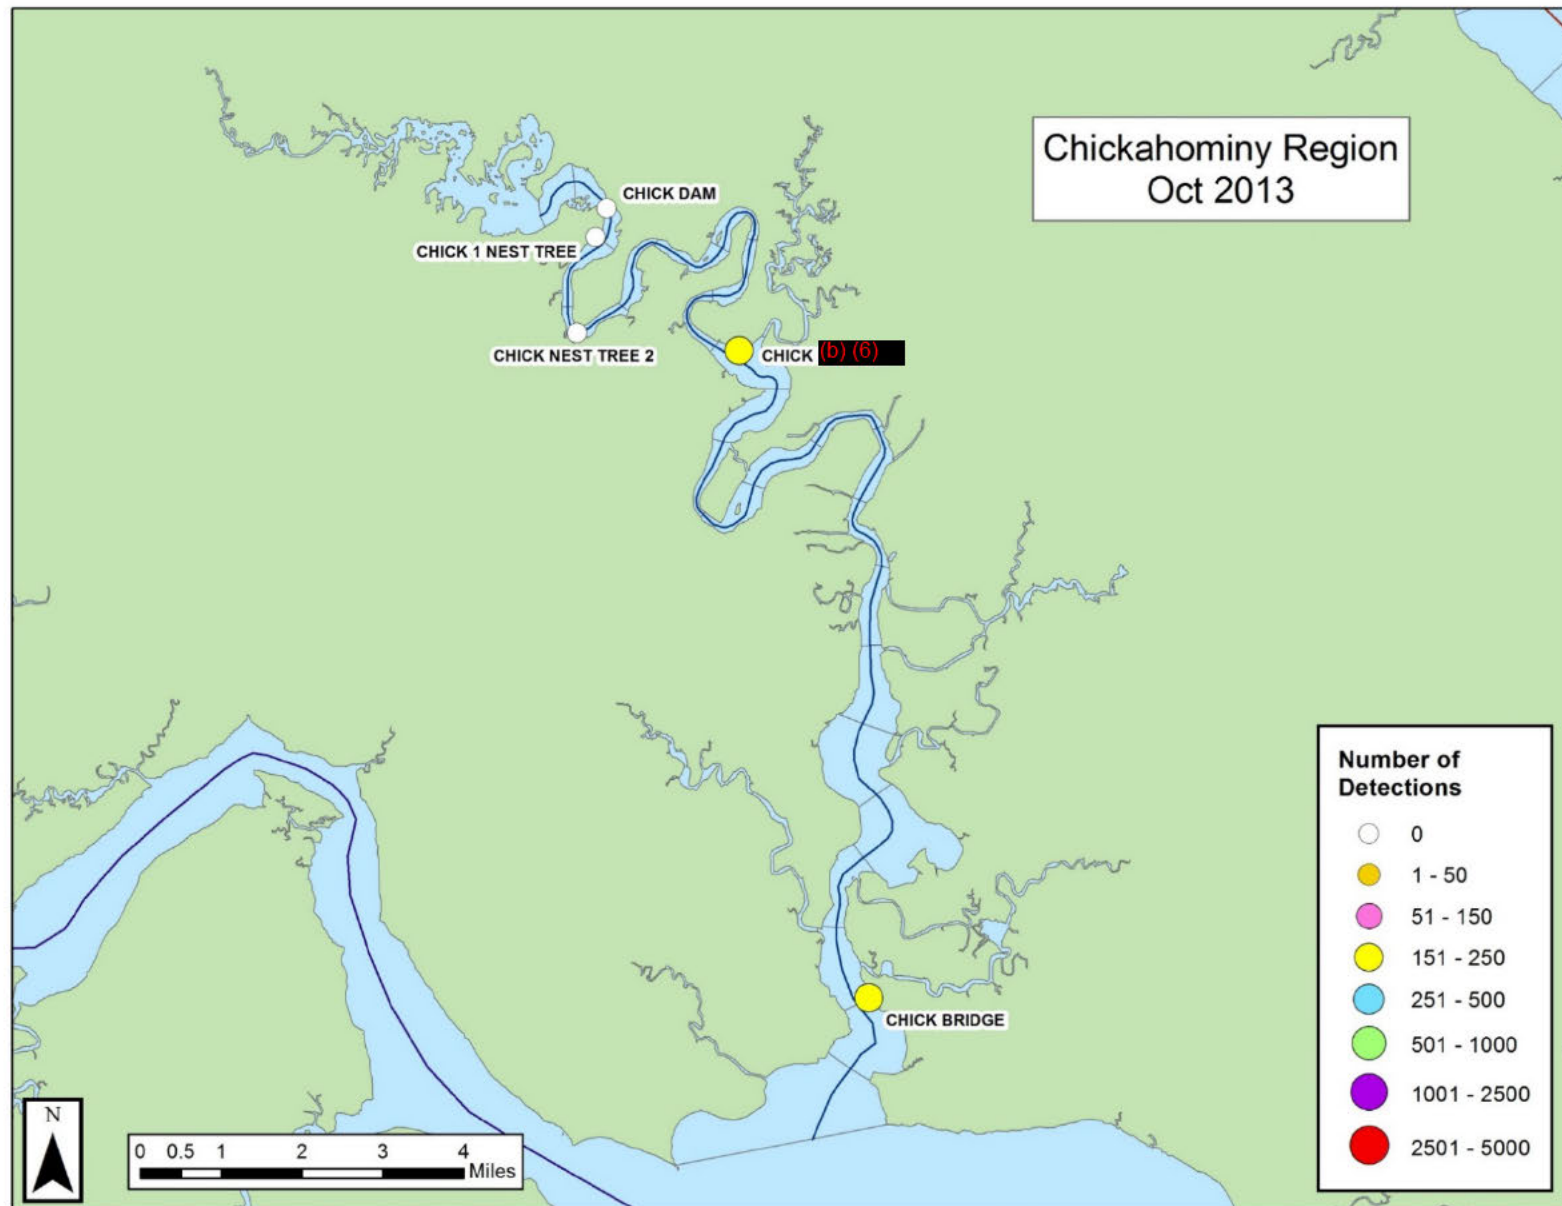 Chickahominy Region
Oct 2013
CHICK DAM
CHICK 1 NEST TREE
CHICK NEST TREE 2
CHICK (b) (6)
CHICK BRIDGE
Number of
Detections
0
1 - 50
51 - 150
151 - 250
251 - 500
501 - 1000
1001 - 2500
2501 - 5000
N
0 0.5 1 2 3 4
Miles